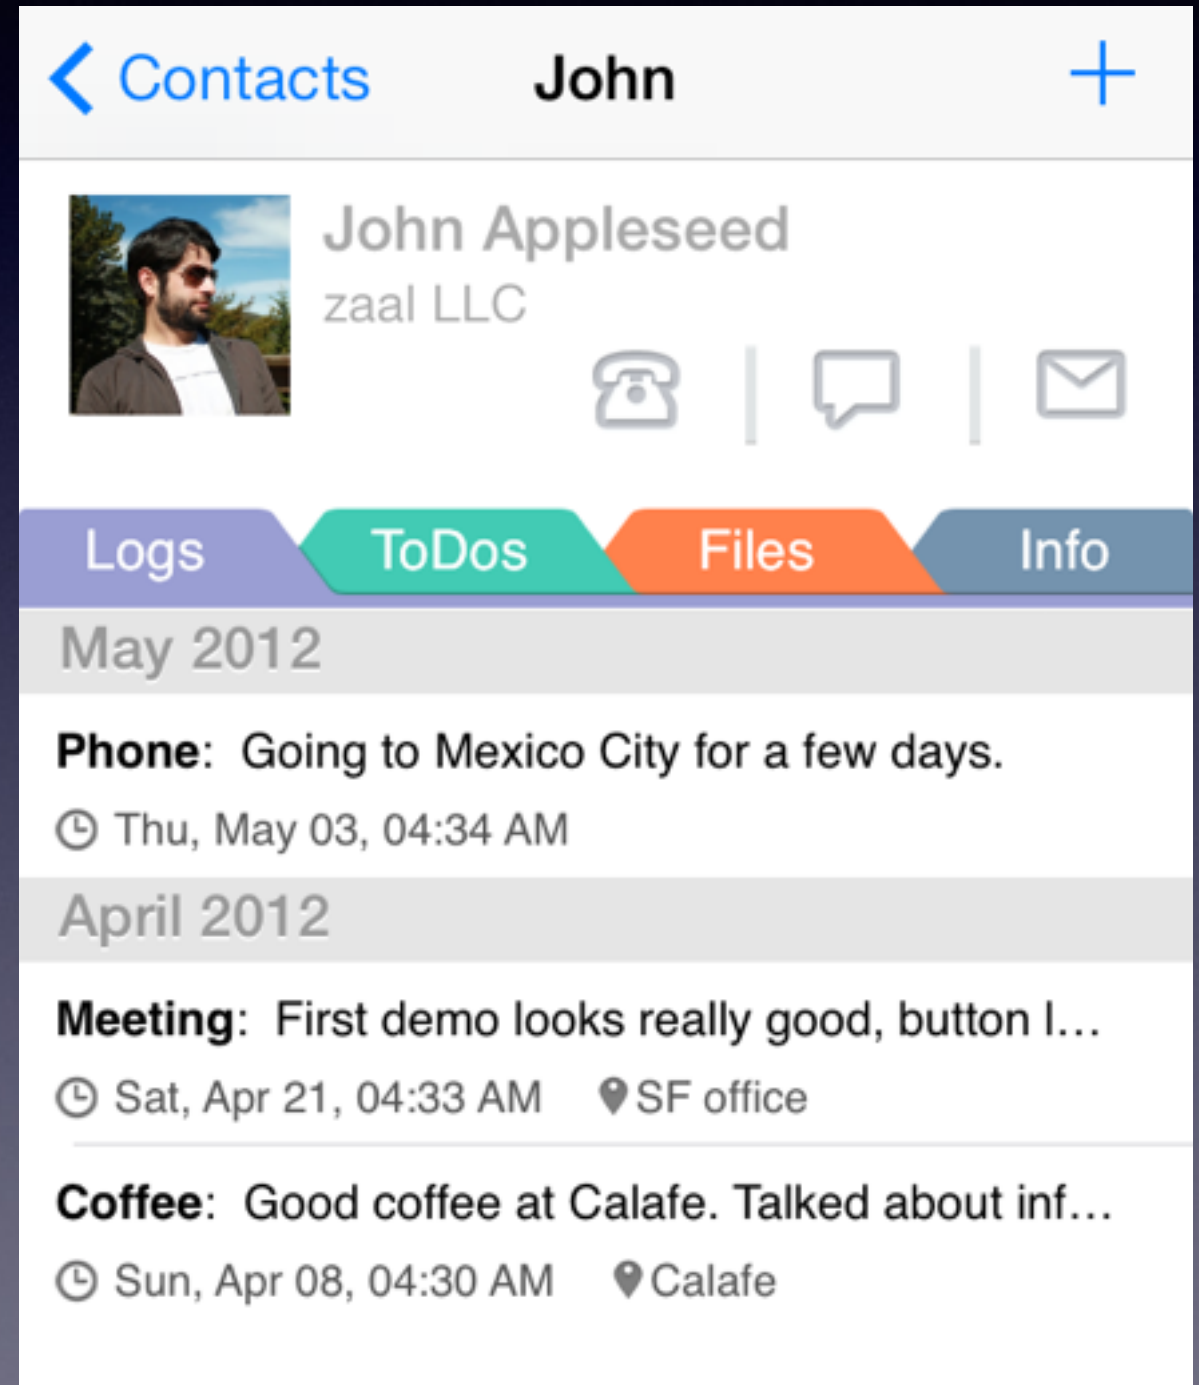 Contacts John +
John Appleseed
zaal LLC
Logs ToDos Files Info
May 2012
Phone: Going to Mexico City for a few days.
Thu, May 03, 04:34 AM
April 2012
Meeting: First demo looks really good, button l…
Sat, Apr 21, 04:33 AM SF office
Coffee: Good coffee at Calafe. Talked about inf…
Sun, Apr 08, 04:30 AM Calafe